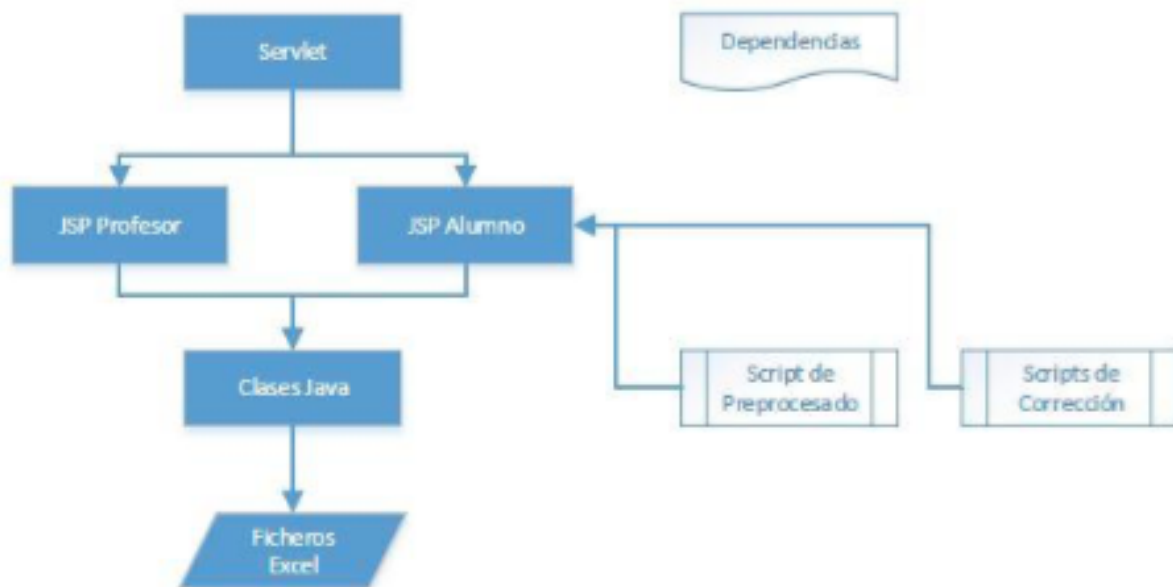 Servlet
Dependencias
JSP Profesor
JSP Alumno
Clases Java
Script de
Preprocesado
Scripts de
Corrección
Ficheros
Excel